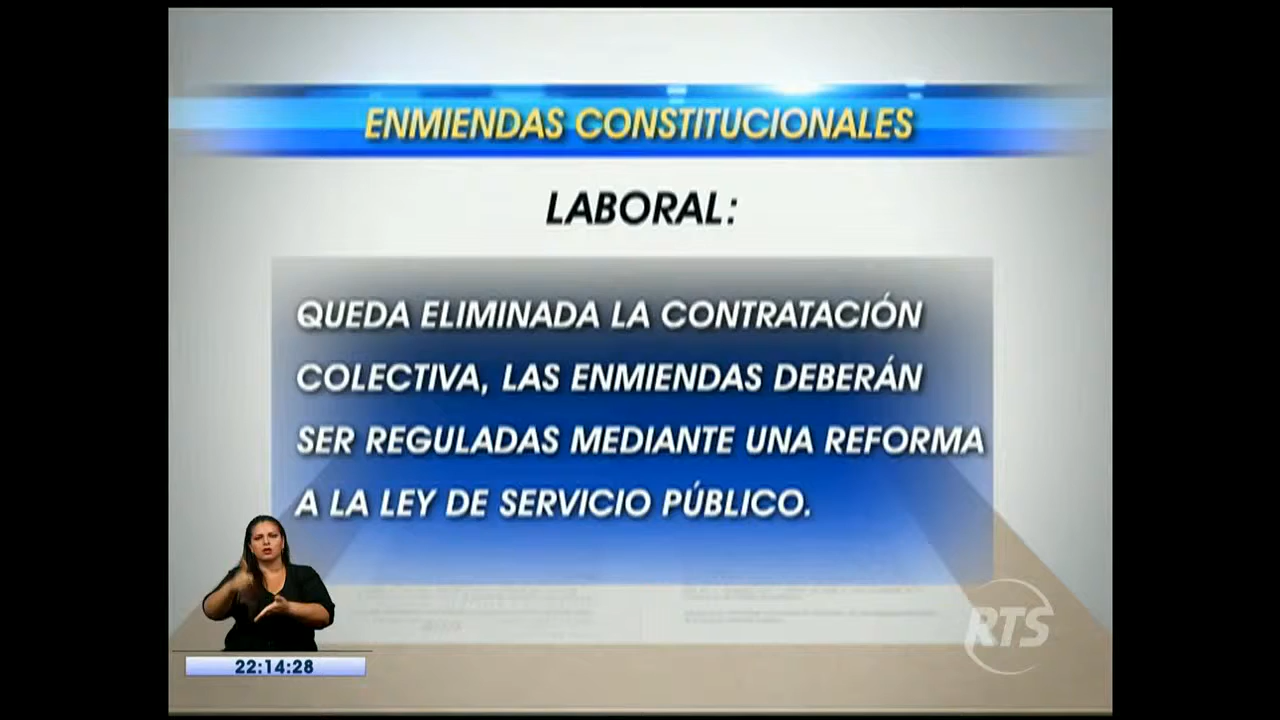 ENMIENDAS CONSTITUCIONALES
LABORAL:
QUEDA ELIMINADA LA CONTRATACIÓN
COLECTIVA, LAS ENMIENDAS DEBERÁN
SER REGULADAS MEDIANTE UNA REFORMA
A LA LEY DE SERVICIO PÚBLICO.
RTS
22:14:28